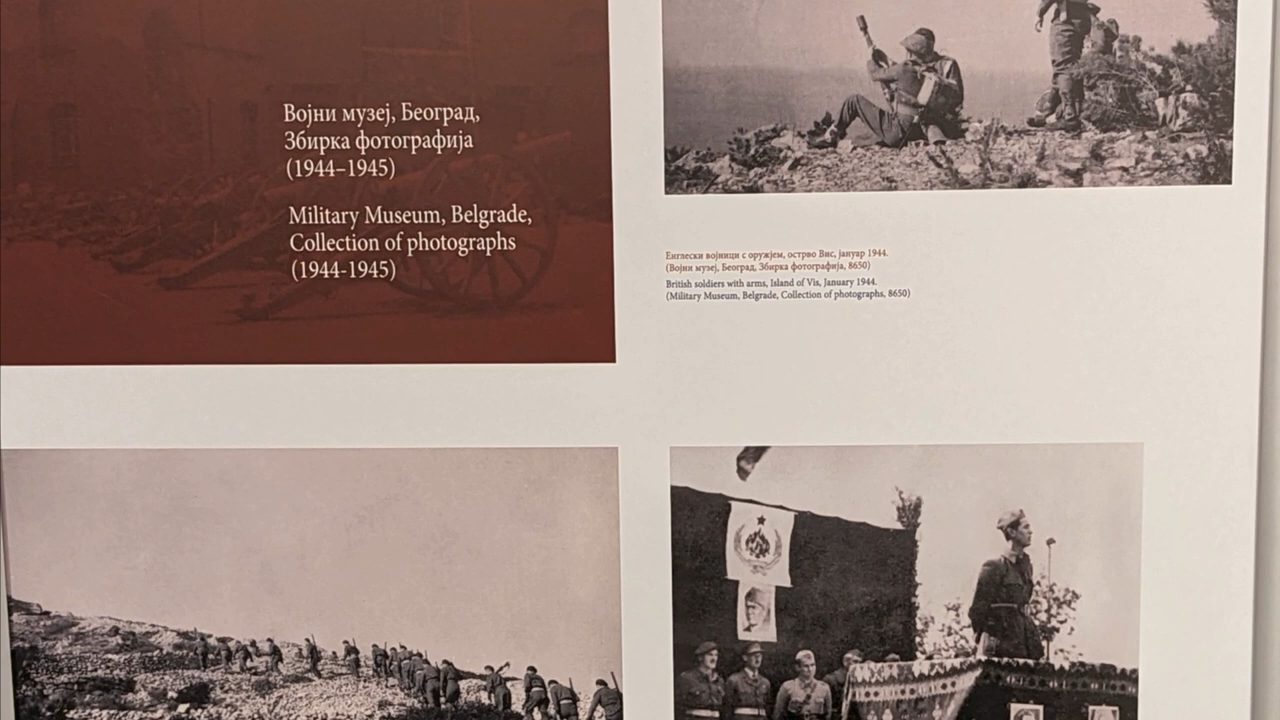 Војни музеј, Београд,
Збирка фотографија
(1944–1945)
Military Museum, Belgrade,
Collection of photographs
(1944-1945)
Енглески војници с оружјем, острво Вис, јануар 1944.
(Војни музеј, Београд, Збирка фотографија, 8650)
British soldiers with arms, Island of Vis, January 1944.
(Military Museum, Belgrade, Collection of photographs, 8650)